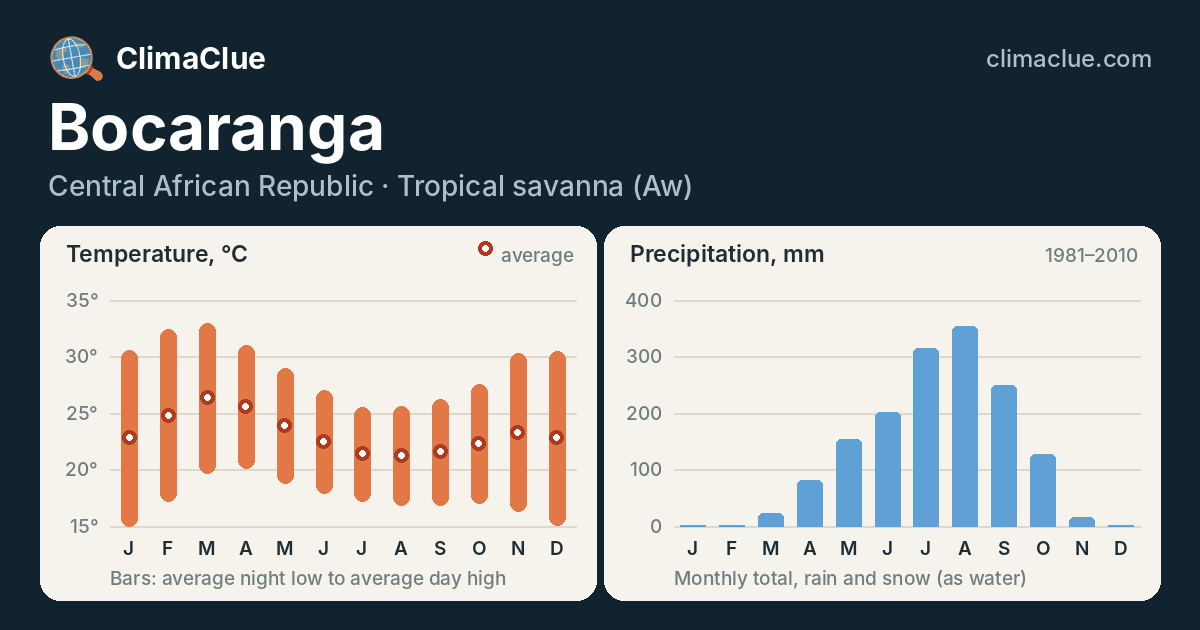 ClimaClue
climaclue.com
Bocaranga
Central African Republic · Tropical savanna (Aw)
Temperature, °C
average
35°
30°
25°
20°
15°
J F M A M J J A S O N D
Bars: average night low to average day high
Precipitation, mm
1981–2010
400
300
200
100
0
J F M A M J J A S O N D
Monthly total, rain and snow (as water)